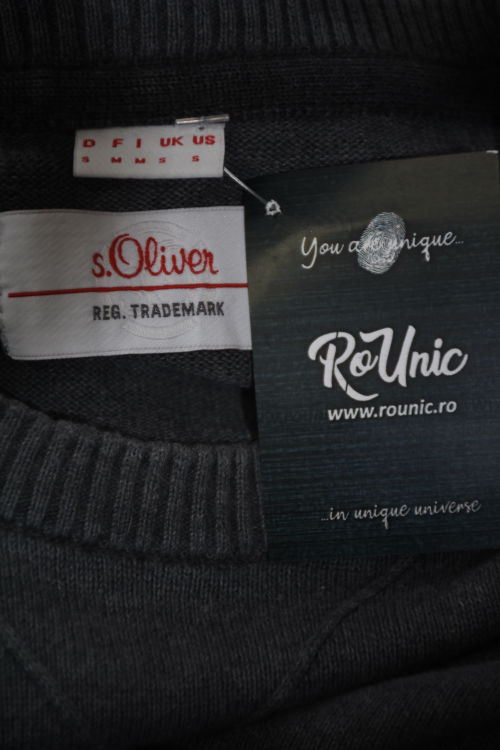 D F I UK US
S M M S S
s.Oliver
REG. TRADEMARK
You are unique...
RoUnic
www.rounic.ro
...in unique universe